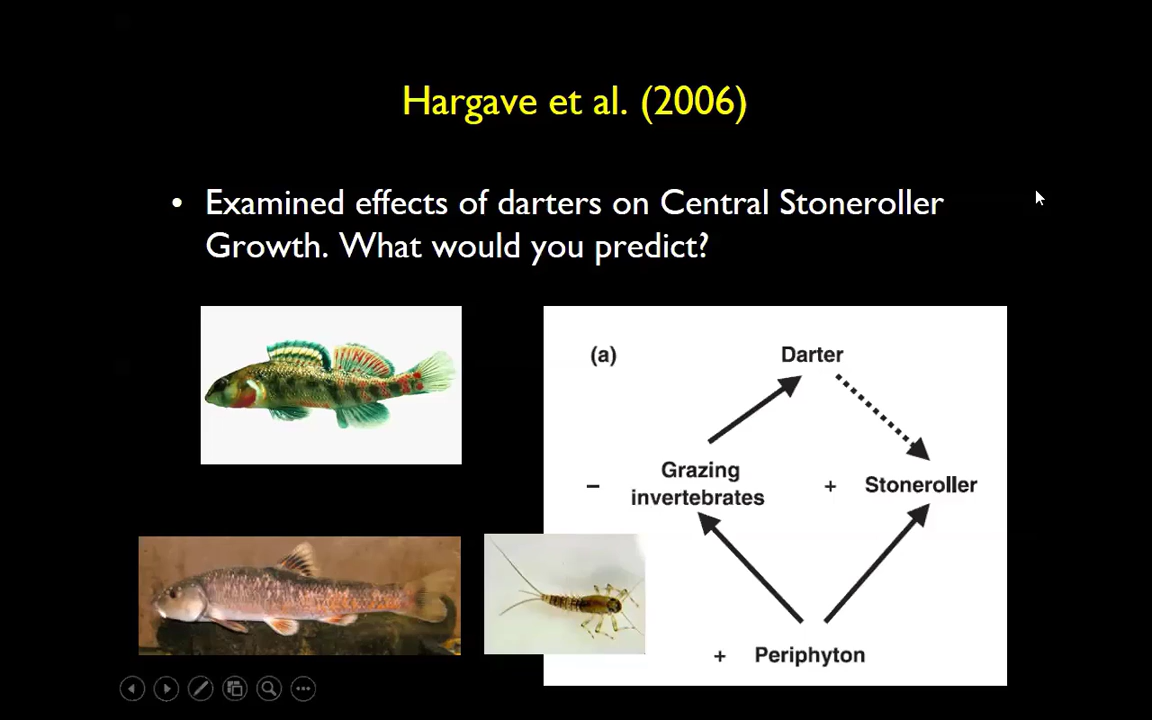 Hargave et al. (2006)
• Examined effects of darters on Central Stoneroller
Growth. What would you predict?
(a)
Darter
Grazing
– invertebrates
+ Stoneroller
+ Periphyton